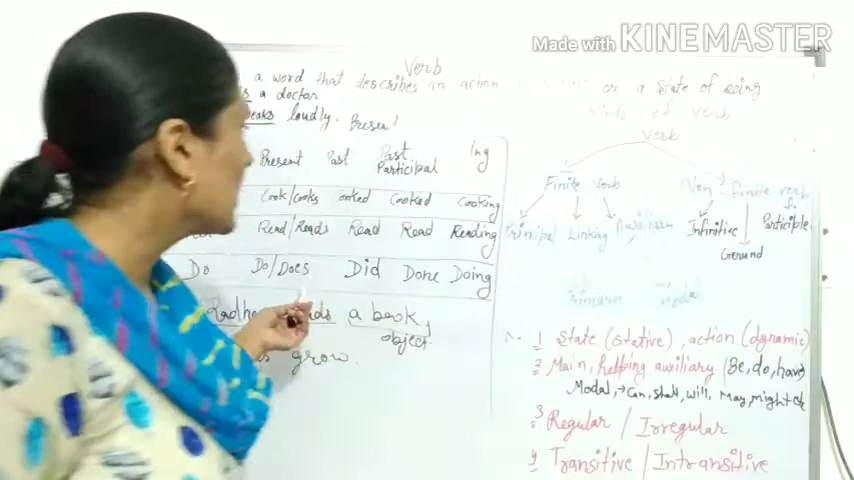 Made with KINEMASTER
Verb
a word that describes an action or a state of being
a doctor
loudly. Present
Kinds of verb
verb
Present Past Past Participal ing
Cook/cooks ooked Cooked Cooking
Read/Reads Read Read Reading
Do Do/Does Did Done Doing
a book
object
grow.
Finite verb Non-finite verb
Principal Linking Auxiliary Infinitive Participle
Gerund
Modal
1 State (stative), action (dynamic)
2 Main, helping auxiliary (Be, do, have)
Modal, → Can, shall, will, May, might etc
3 Regular / Irregular
4 Transitive / Intransitive